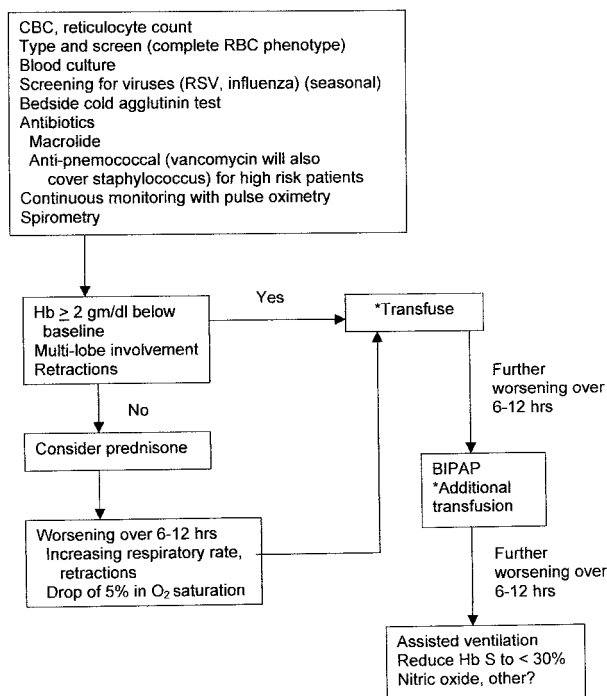 CBC, reticulocyte count
Type and screen (complete RBC phenotype)
Blood culture
Screening for viruses (RSV, influenza) (seasonal)
Bedside cold agglutinin test
Antibiotics
Macrolide
Anti-pnemococcal (vancomycin will also
cover staphylococcus) for high risk patients
Continuous monitoring with pulse oximetry
Spirometry
Hb ≥ 2 gm/dl below
baseline
Multi-lobe involvement
Retractions
Yes
*Transfuse
No
Consider prednisone
Worsening over 6-12 hrs
Increasing respiratory rate,
retractions
Drop of 5% in O₂ saturation
Further
worsening over
6-12 hrs
BIPAP
*Additional
transfusion
Further
worsening over
6-12 hrs
Assisted ventilation
Reduce Hb S to < 30%
Nitric oxide, other?